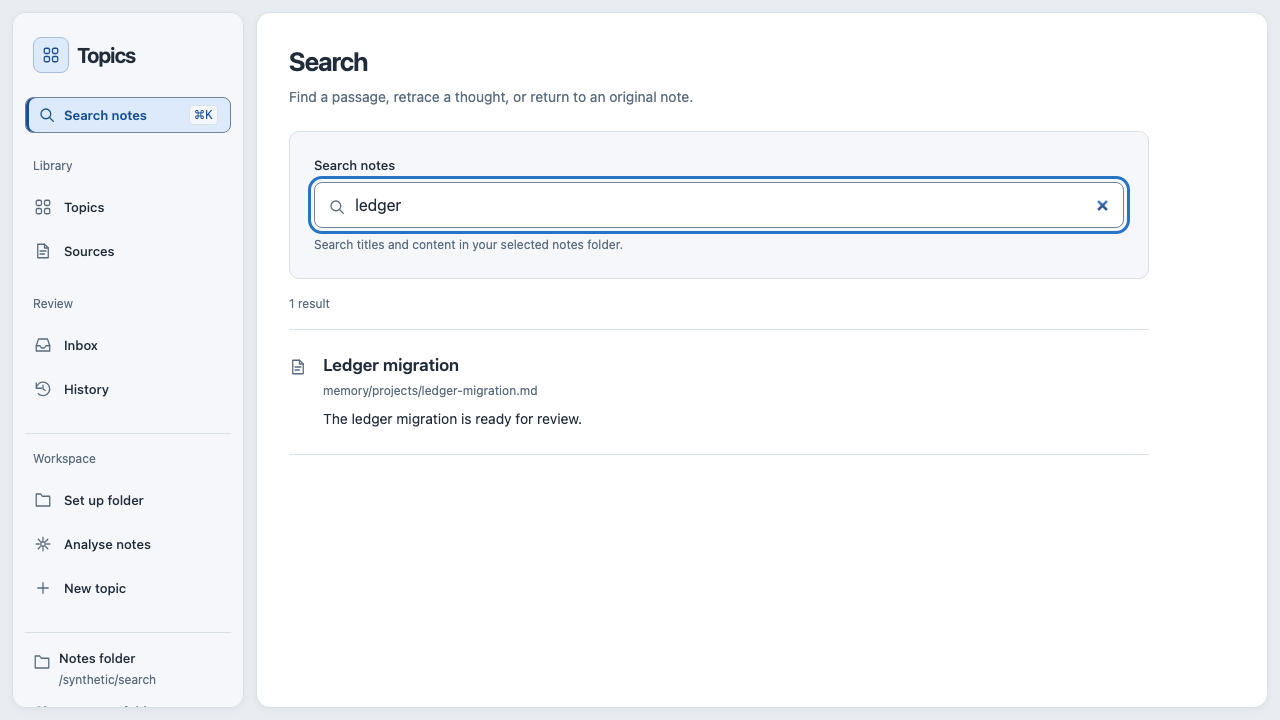 Topics
Search notes ⌘K
Library
Topics
Sources
Review
Inbox
History
Workspace
Set up folder
Analyse notes
New topic
Notes folder
/synthetic/search
Search
Find a passage, retrace a thought, or return to an original note.
Search notes
ledger
Search titles and content in your selected notes folder.
1 result
Ledger migration
memory/projects/ledger-migration.md
The ledger migration is ready for review.